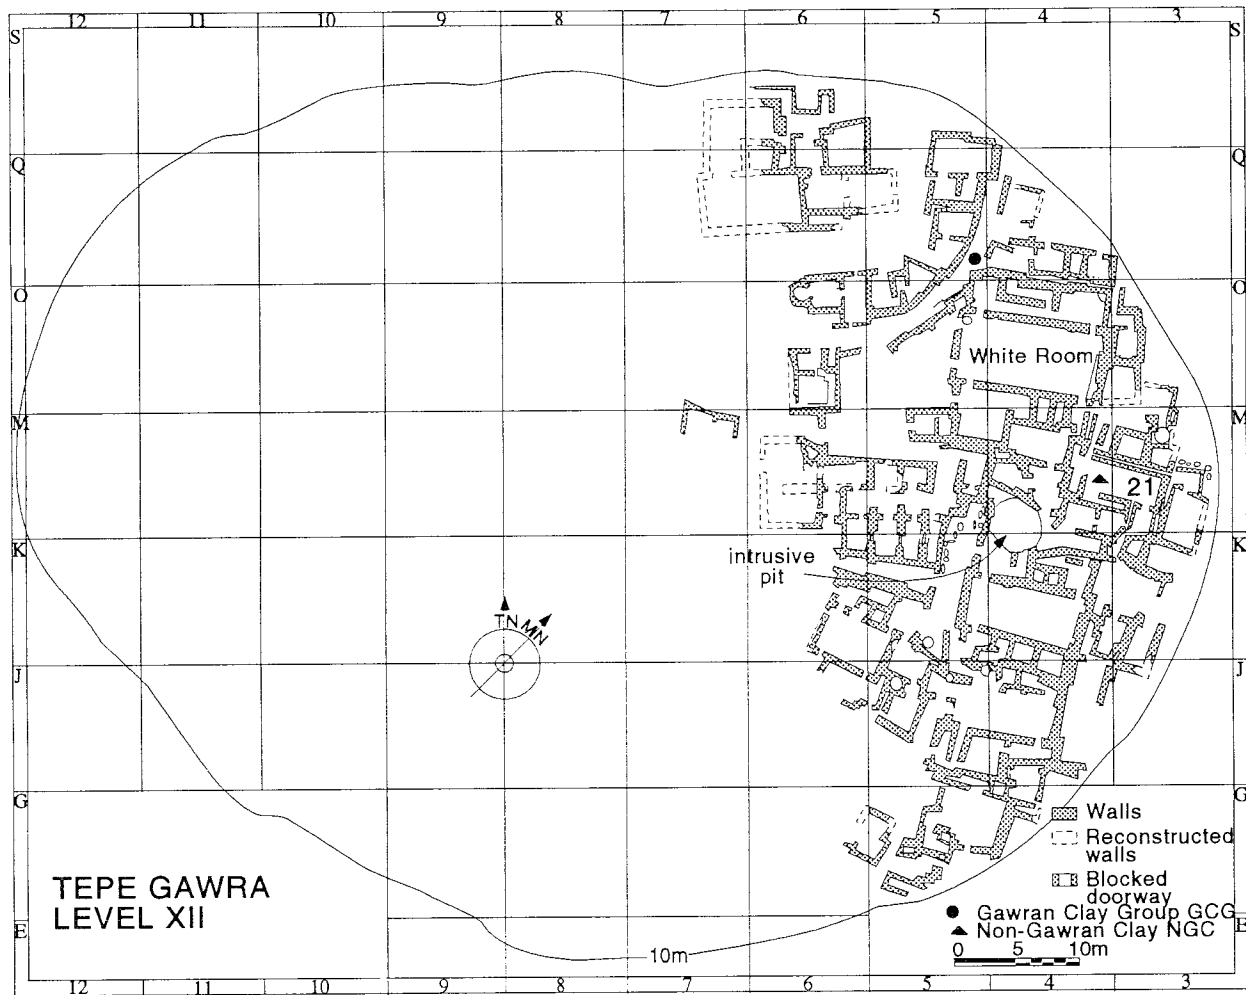 12 11 10 9 8 7 6 5 4 3
S S
Q Q
O O
White Room
M M
21
K K
intrusive
pit
TN MN
J J
G G
Walls
Reconstructed
walls
Blocked
doorway
TEPE GAWRA
LEVEL XII
Gawran Clay Group GCG
Non-Gawran Clay NGC
E E
0 5 10m
10m
12 11 10 9 8 7 6 5 4 3